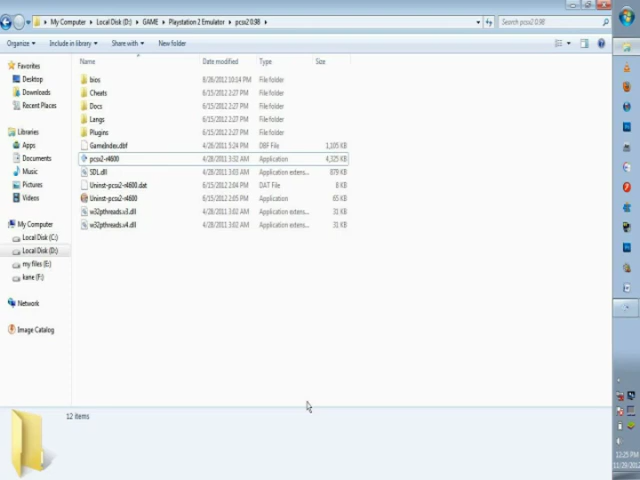 My Computer ▸ Local Disk (D:) ▸ GAME ▸ Playstation 2 Emulator ▸ pcsx2 0.98 ▸
Search pcsx2 0.98
Organize Include in library Share with New folder
Name Date modified Type Size
Favorites
Desktop
Downloads
Recent Places
Libraries
Apps
Documents
Music
Pictures
Videos
My Computer
Local Disk (C:)
Local Disk (D:)
my files (E:)
kane (F:)
Network
Image Catalog
bios 8/26/2012 10:14 PM File folder
Cheats 6/15/2012 2:27 PM File folder
Docs 6/15/2012 2:27 PM File folder
Langs 6/15/2012 2:27 PM File folder
Plugins 6/15/2012 2:27 PM File folder
GameIndex.dbf 4/28/2011 5:24 PM DBF File 1,105 KB
pcsx2-r4600 4/28/2011 3:32 AM Application 4,325 KB
SDL.dll 4/28/2011 3:03 AM Application extens... 879 KB
Uninst-pcsx2-r4600.dat 6/15/2012 2:04 PM DAT File 8 KB
Uninst-pcsx2-r4600 6/15/2012 2:05 PM Application 65 KB
w32pthreads.v3.dll 4/28/2011 3:02 AM Application extens... 31 KB
w32pthreads.v4.dll 4/28/2011 3:02 AM Application extens... 31 KB
12 items
12:25 PM